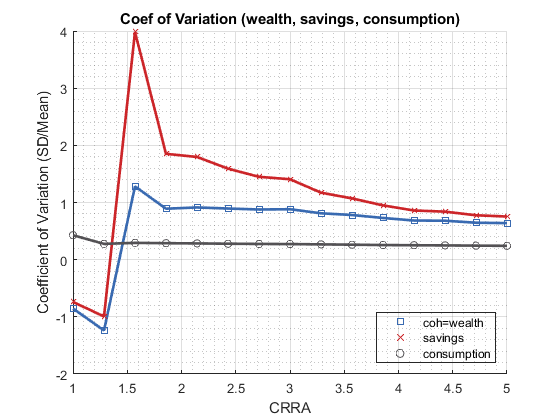 Coef of Variation (wealth, savings, consumption)
Coefficient of Variation (SD/Mean)
4
3
2
1
0
-1
-2
coh=wealth
savings
consumption
1 1.5 2 2.5 3 3.5 4 4.5 5
CRRA